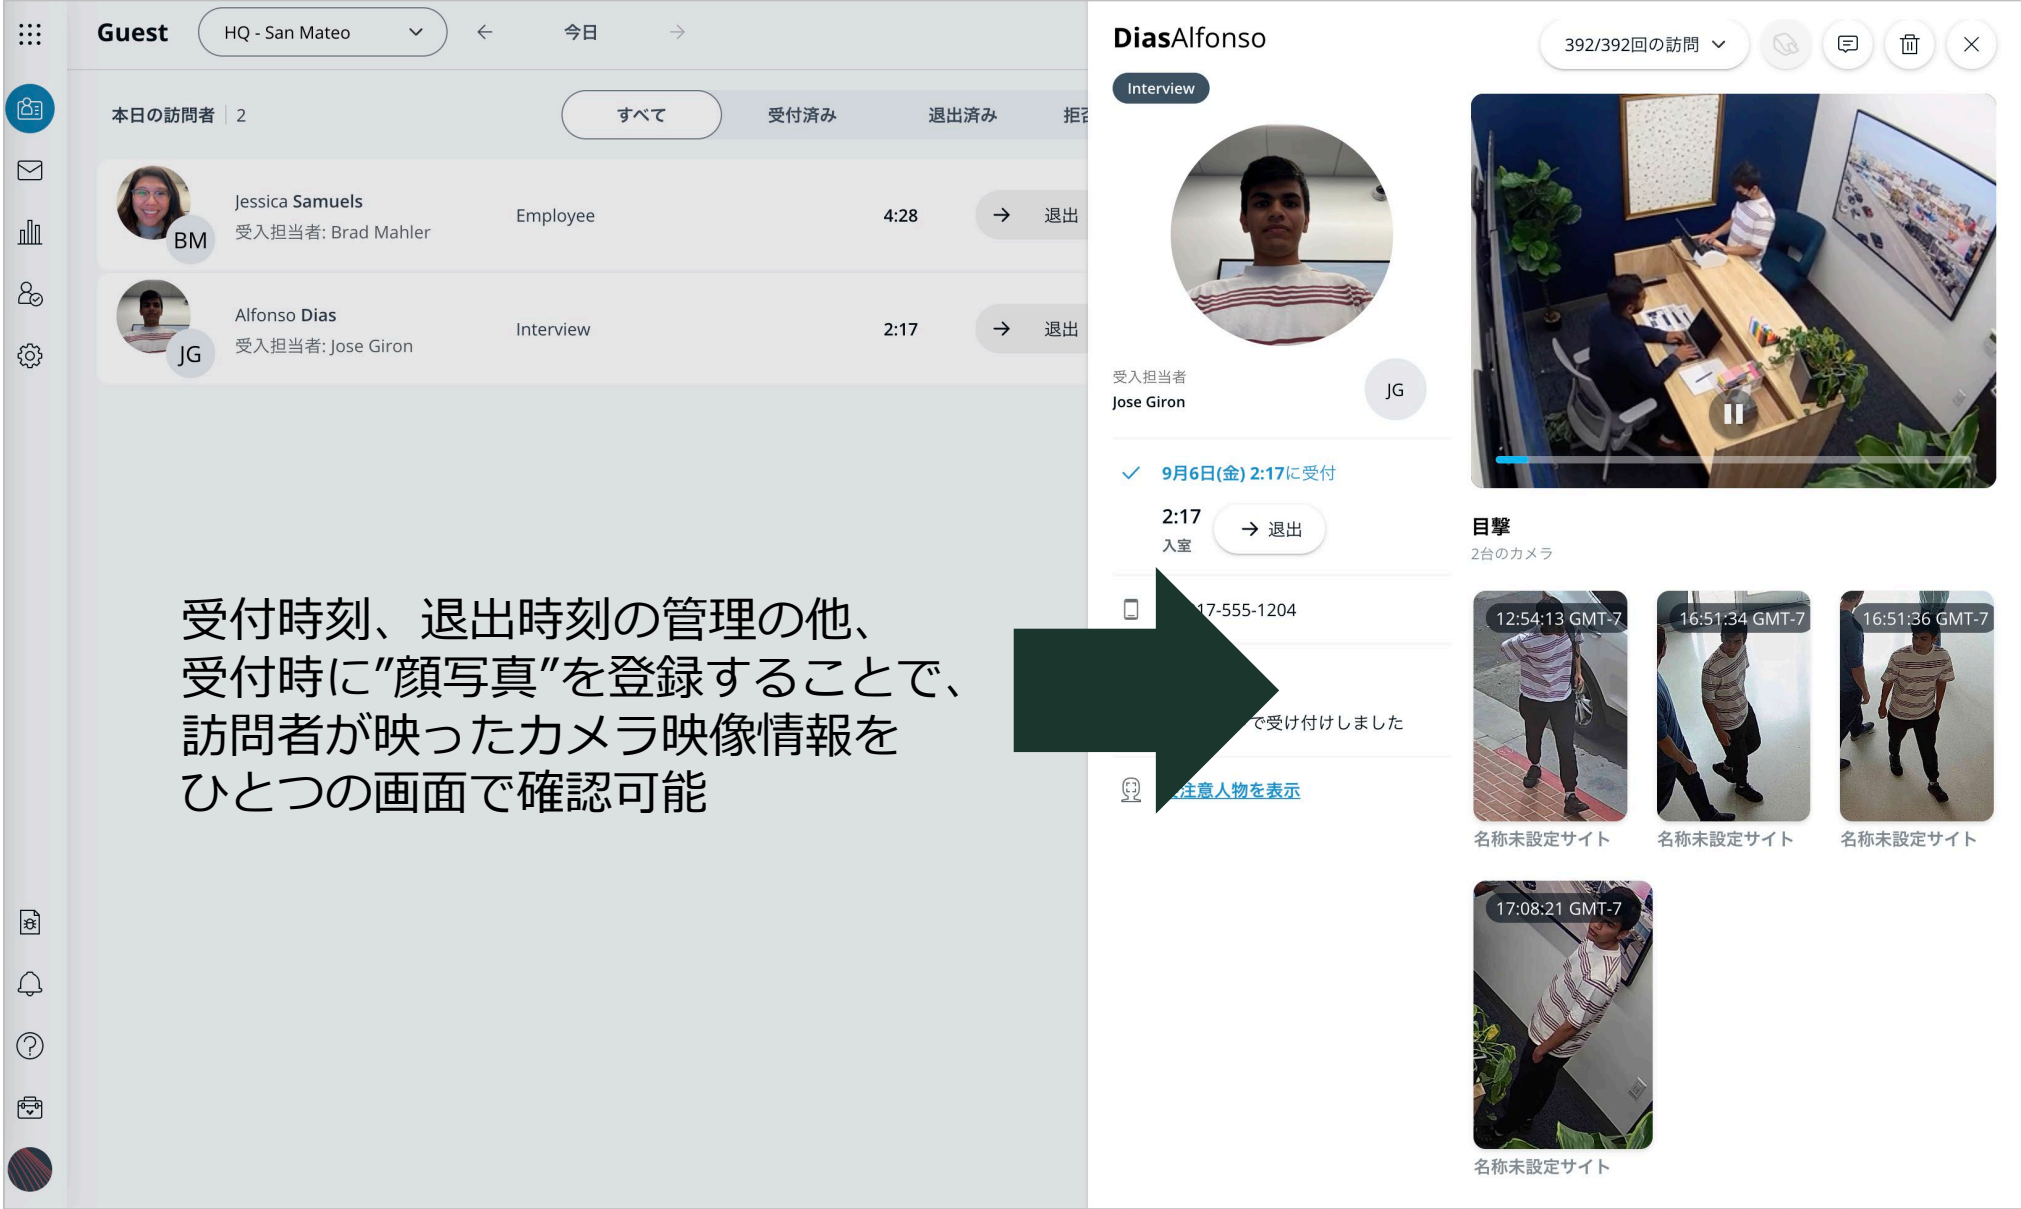 Guest
HQ - San Mateo
今日
本日の訪問者 2
すべて
受付済み
退出済み
Jessica Samuels
受入担当者: Brad Mahler
BM
Employee
4:28
退出
Alfonso Dias
受入担当者: Jose Giron
JG
Interview
2:17
退出
受付時刻、退出時刻の管理の他、
受付時に"顔写真"を登録することで、
訪問者が映ったカメラ映像情報を
ひとつの画面で確認可能
DiasAlfonso
392/392回の訪問
Interview
受入担当者
Jose Giron
JG
9月6日(金) 2:17に受付
2:17
入室
退出
17-555-1204
で受け付けしました
注意人物を表示
目撃
2台のカメラ
12:54:13 GMT-7
名称未設定サイト
16:51:34 GMT-7
名称未設定サイト
16:51:36 GMT-7
名称未設定サイト
17:08:21 GMT-7
名称未設定サイト